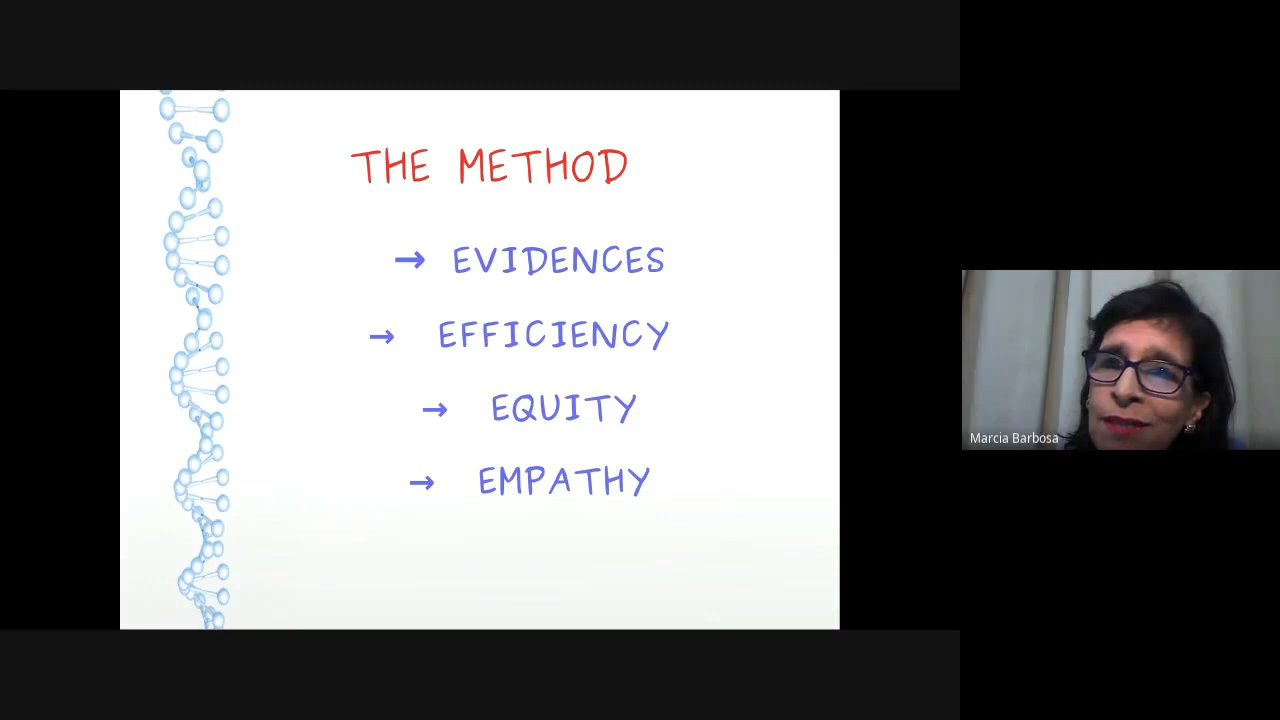 THE METHOD
→ EVIDENCES
→ EFFICIENCY
→ EQUITY
→ EMPATHY
Marcia Barbosa